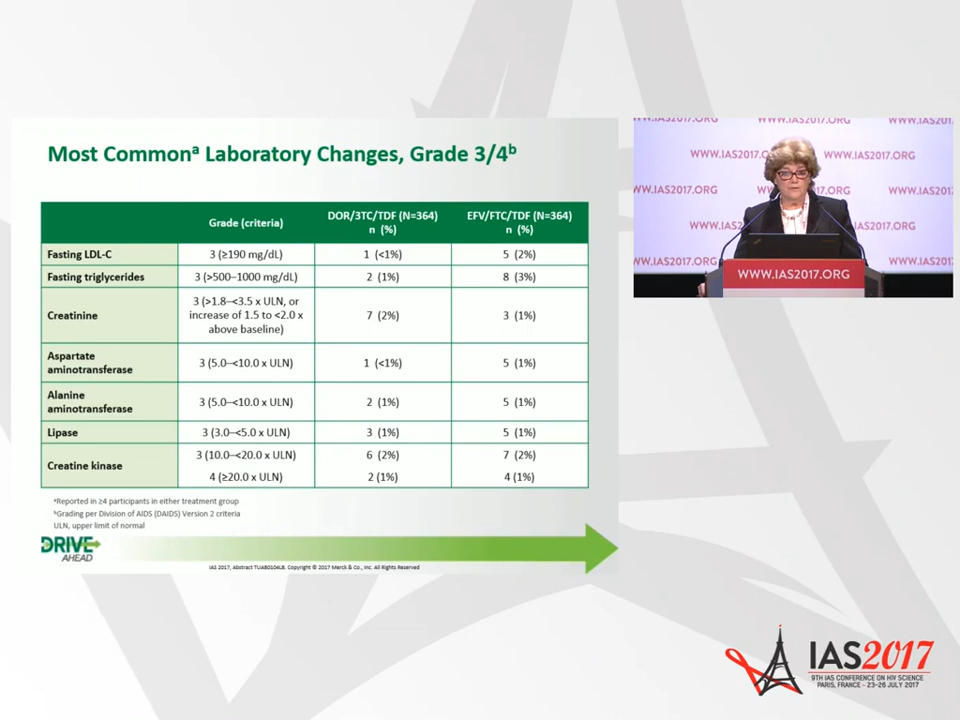 Most Commonᵃ Laboratory Changes, Grade 3/4ᵇ
Grade (criteria)
DOR/3TC/TDF (N=364)
n (%)
EFV/FTC/TDF (N=364)
n (%)
Fasting LDL-C
3 (≥190 mg/dL)
1 (<1%)
5 (2%)
Fasting triglycerides
3 (>500–1000 mg/dL)
2 (1%)
8 (3%)
Creatinine
3 (>1.8–<3.5 x ULN, or
increase of 1.5 to <2.0 x
above baseline)
7 (2%)
3 (1%)
Aspartate
aminotransferase
3 (5.0–<10.0 x ULN)
1 (<1%)
5 (1%)
Alanine
aminotransferase
3 (5.0–<10.0 x ULN)
2 (1%)
5 (1%)
Lipase
3 (3.0–<5.0 x ULN)
3 (1%)
5 (1%)
Creatine kinase
3 (10.0–<20.0 x ULN)
6 (2%)
7 (2%)
4 (≥20.0 x ULN)
2 (1%)
4 (1%)
ᵃReported in ≥4 participants in either treatment group
ᵇGrading per Division of AIDS (DAIDS) Version 2 criteria
ULN, upper limit of normal
DRIVE
AHEAD
IAS 2017, Abstract TUAB0104LB. Copyright © 2017 Merck & Co., Inc. All Rights Reserved
WWW.IAS2017.ORG
WWW.IAS2017.ORG
WWW.IAS2017.ORG
WWW.IAS2017.ORG
WWW.IAS2017.ORG
IAS2017
9TH IAS CONFERENCE ON HIV SCIENCE
PARIS, FRANCE - 23-26 JULY 2017